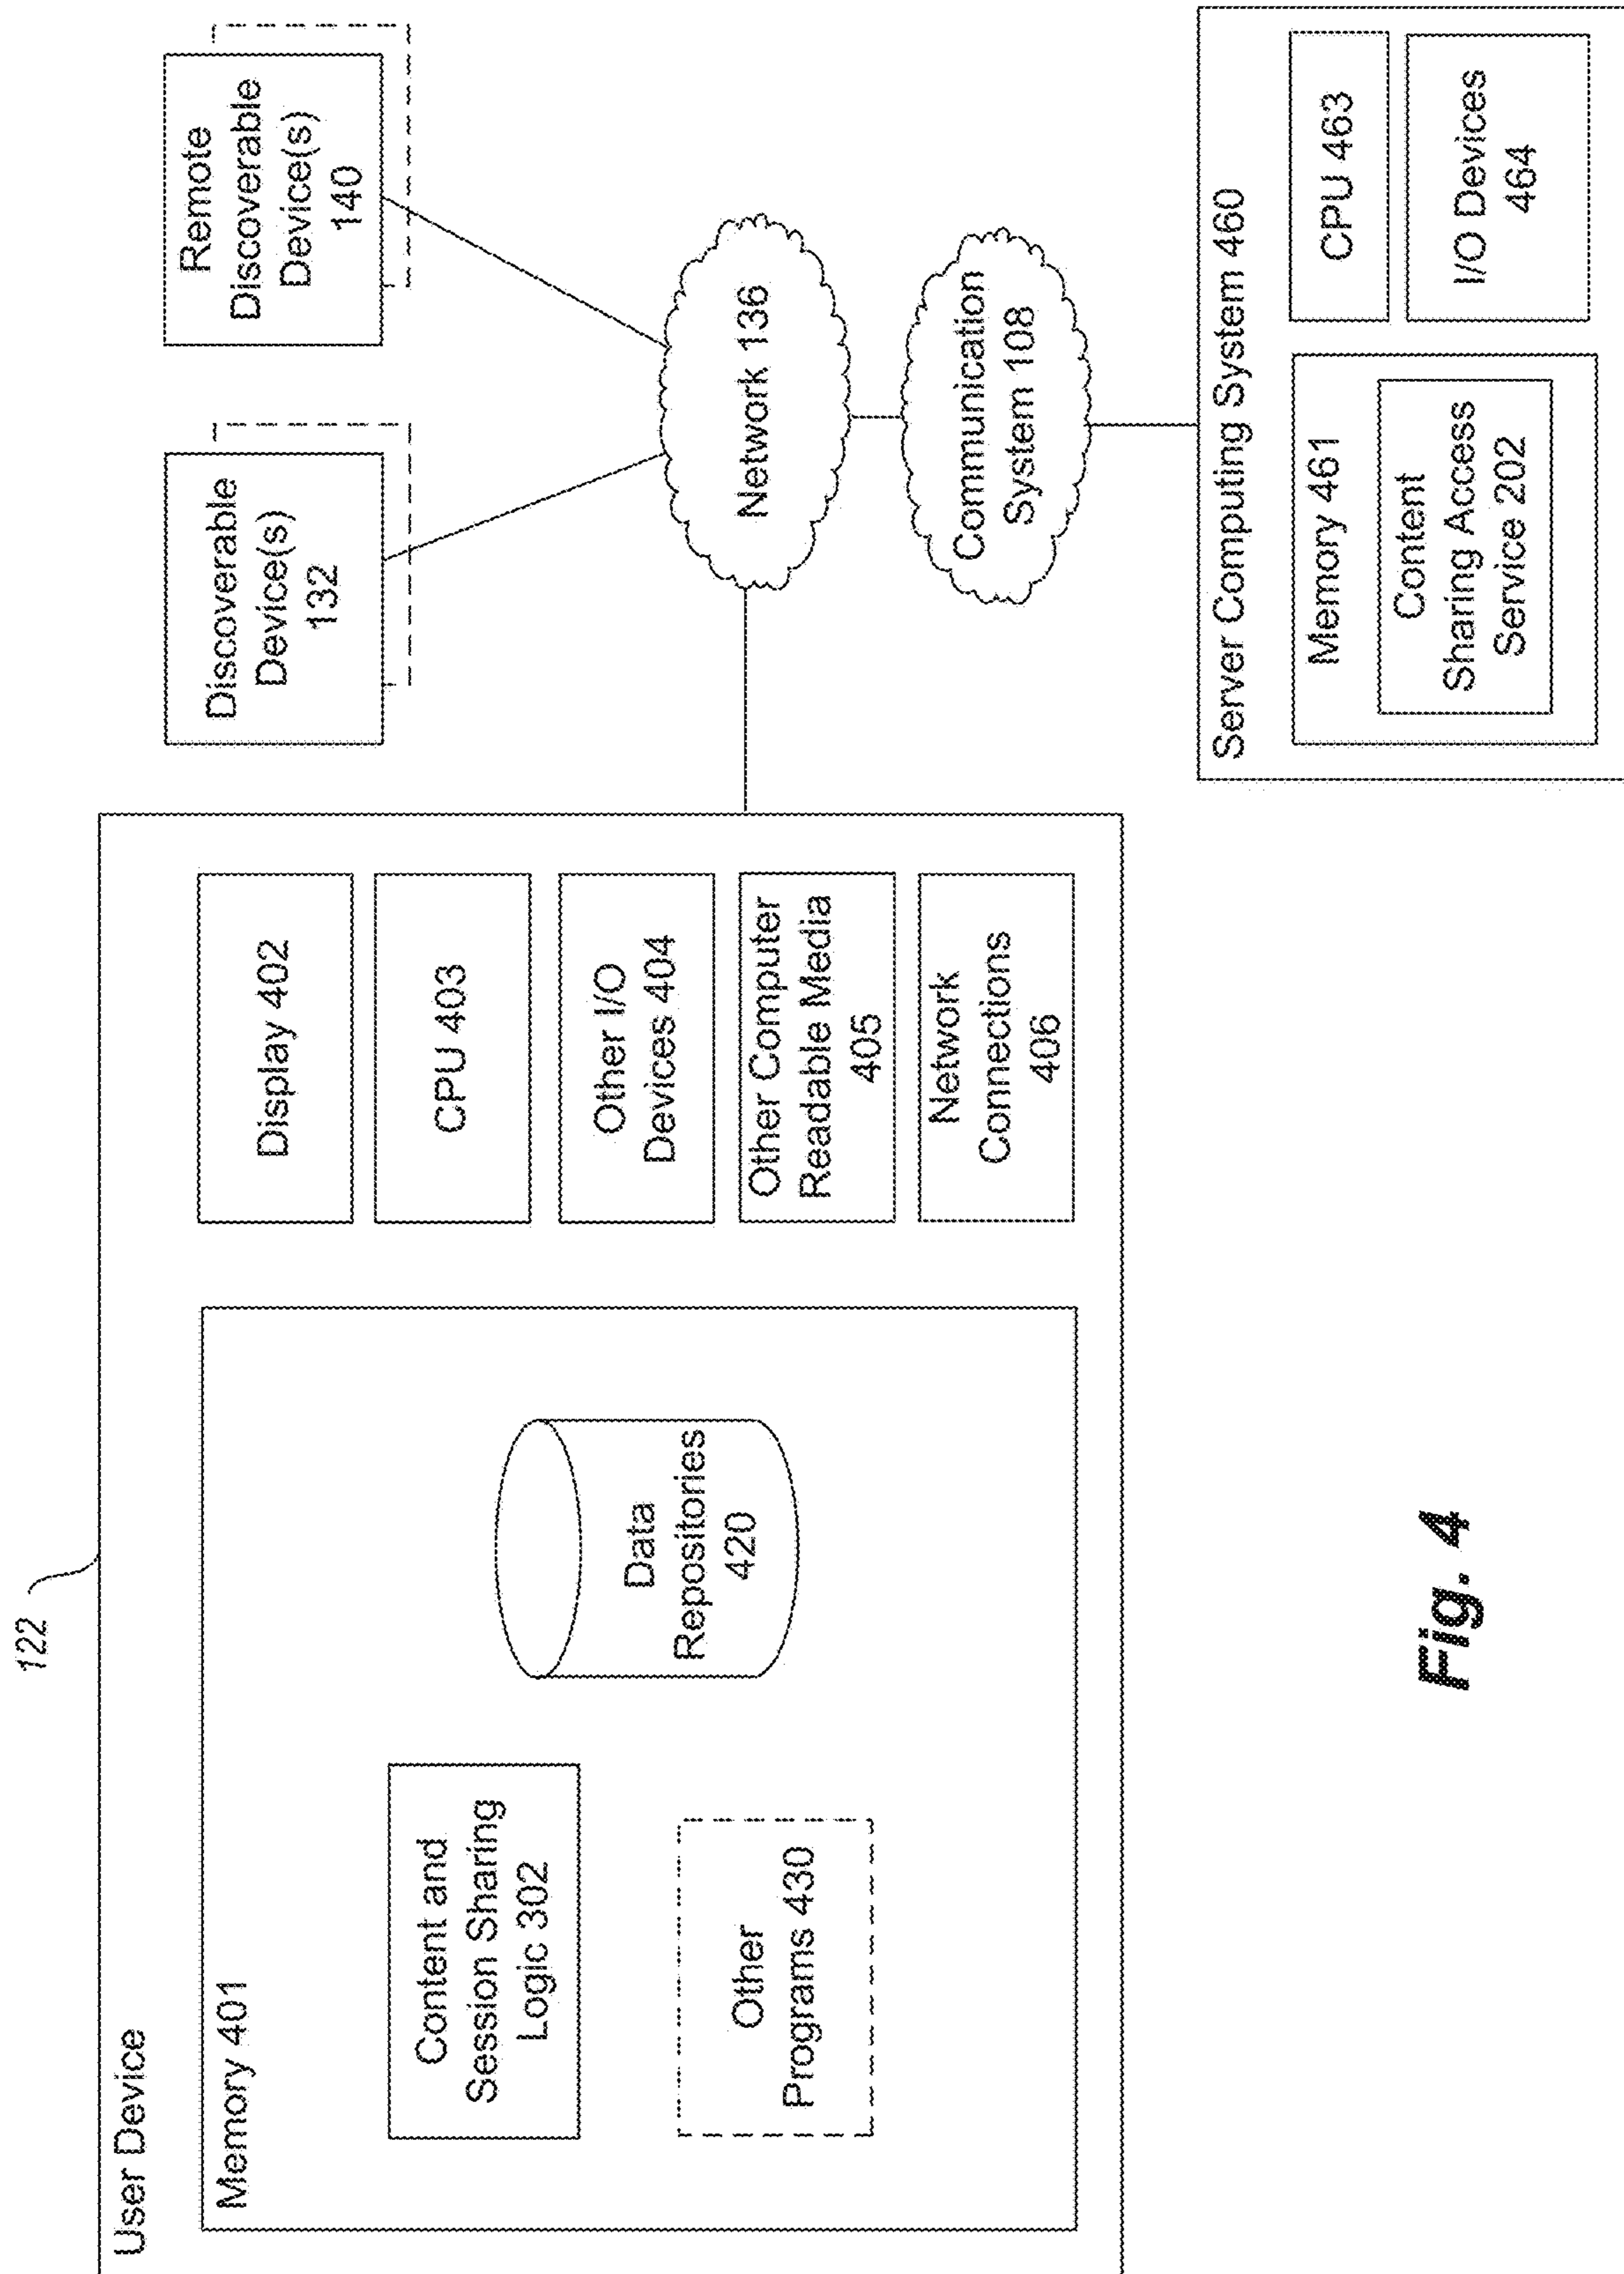 122
User Device
Memory 401
Content and
Session Sharing
Logic 302
Other
Programs 430
Data
Repositories
420
Display 402
CPU 403
Other I/O
Devices 404
Other Computer
Readable Media
405
Network
Connections
406
Discoverable
Device(s)
132
Remote
Discoverable
Device(s)
140
Network 136
Communication
System 108
Server Computing System 460
Memory 461
Content
Sharing Access
Service 202
CPU 463
I/O Devices
464
Fig. 4